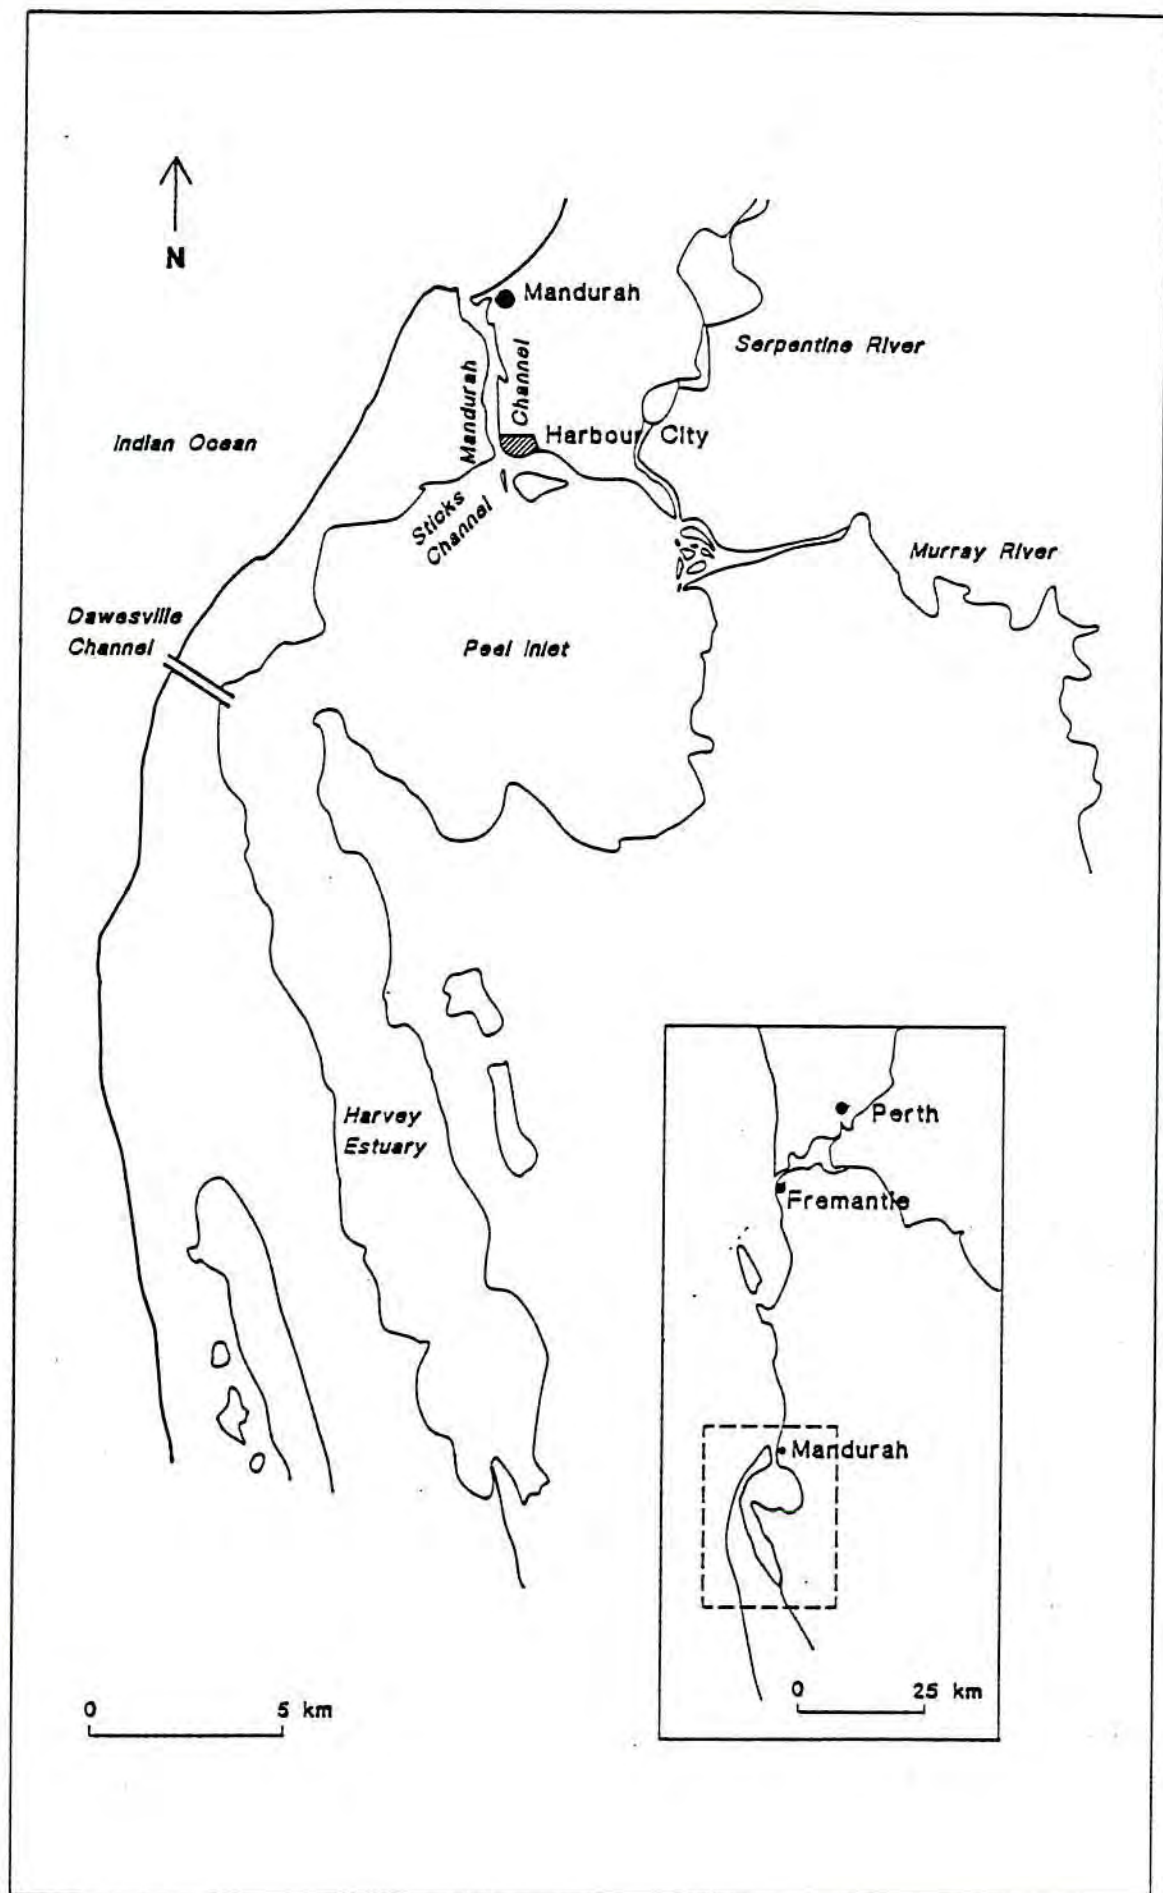 N
Mandurah
Serpentine River
Mandurah
Channel
Indian Ocean
Harbour City
Sticks
Channel
Murray River
Dawesville
Channel
Peel Inlet
Harvey
Estuary
Perth
Fremantle
Mandurah
0 25 km
0 5 km